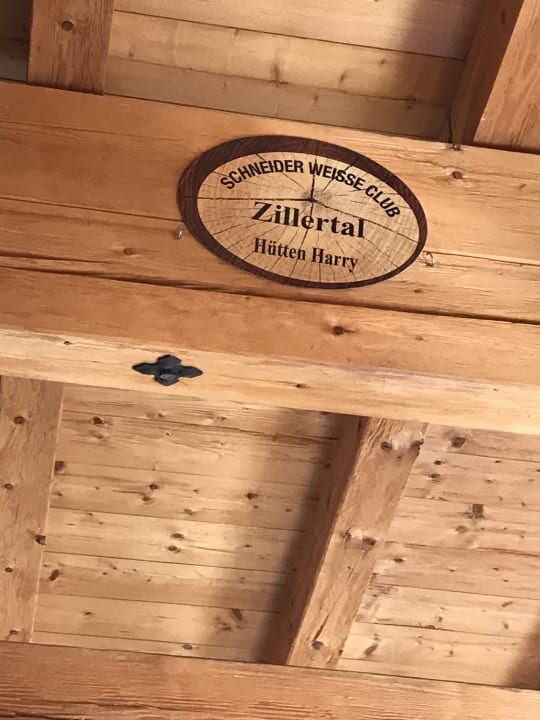 SCHNEIDER WEISSE CLUB
Zillertal
Hütten Harry